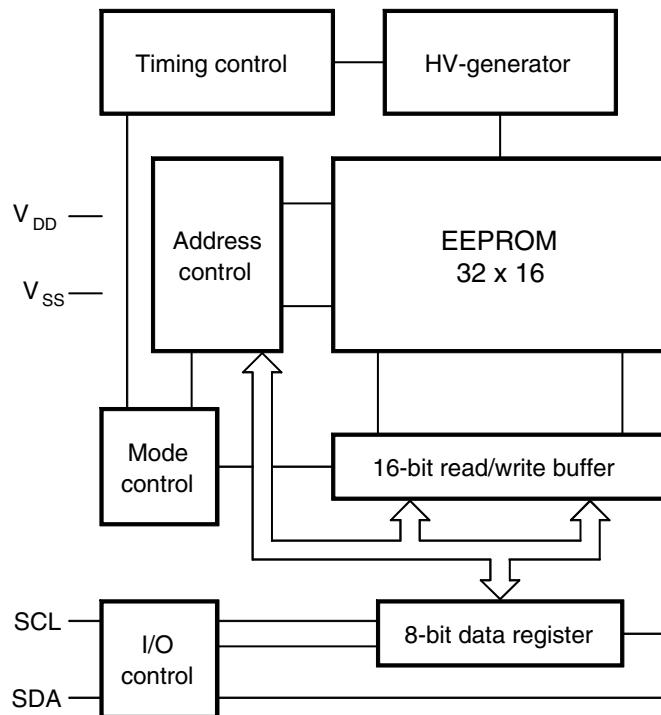 Timing control
HV-generator
V DD
V SS
Address
control
EEPROM
32 x 16
Mode
control
16-bit read/write buffer
SCL
SDA
I/O
control
8-bit data register